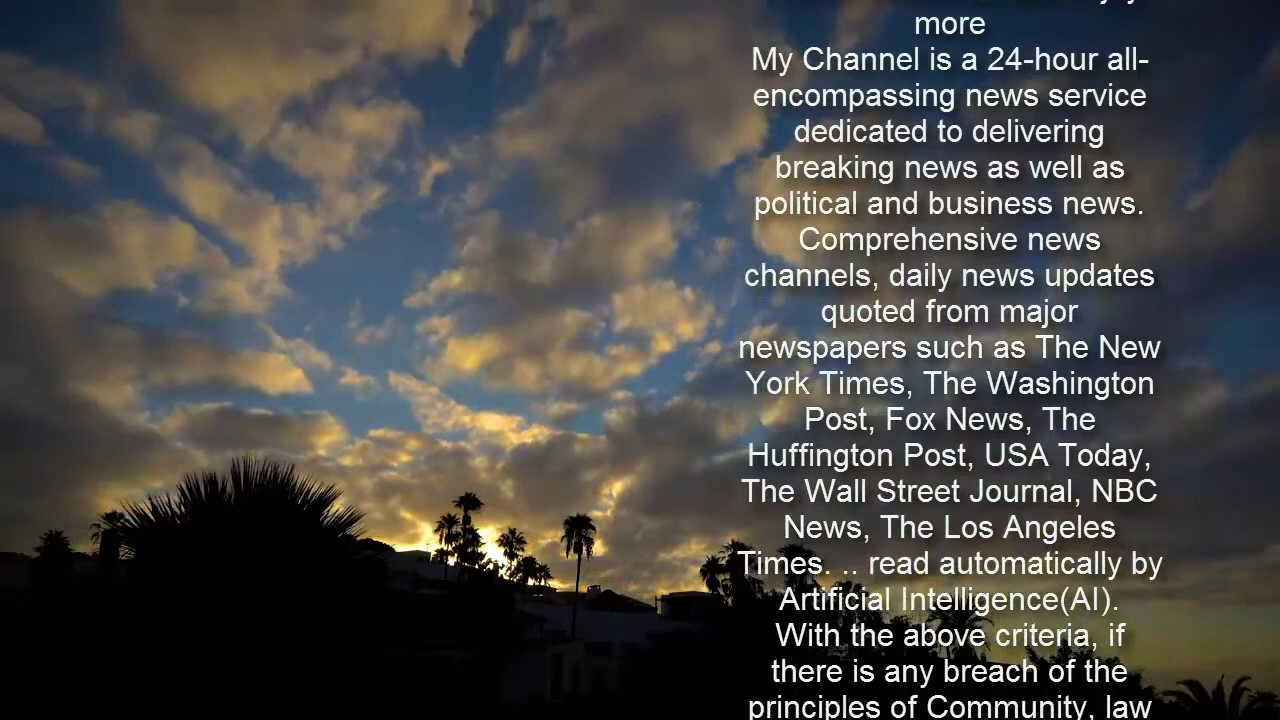 more
My Channel is a 24-hour all-
encompassing news service
dedicated to delivering
breaking news as well as
political and business news.
Comprehensive news
channels, daily news updates
quoted from major
newspapers such as The New
York Times, The Washington
Post, Fox News, The
Huffington Post, USA Today,
The Wall Street Journal, NBC
News, The Los Angeles
Times. .. read automatically by
Artificial Intelligence(AI).
With the above criteria, if
there is any breach of the
principles of Community, law